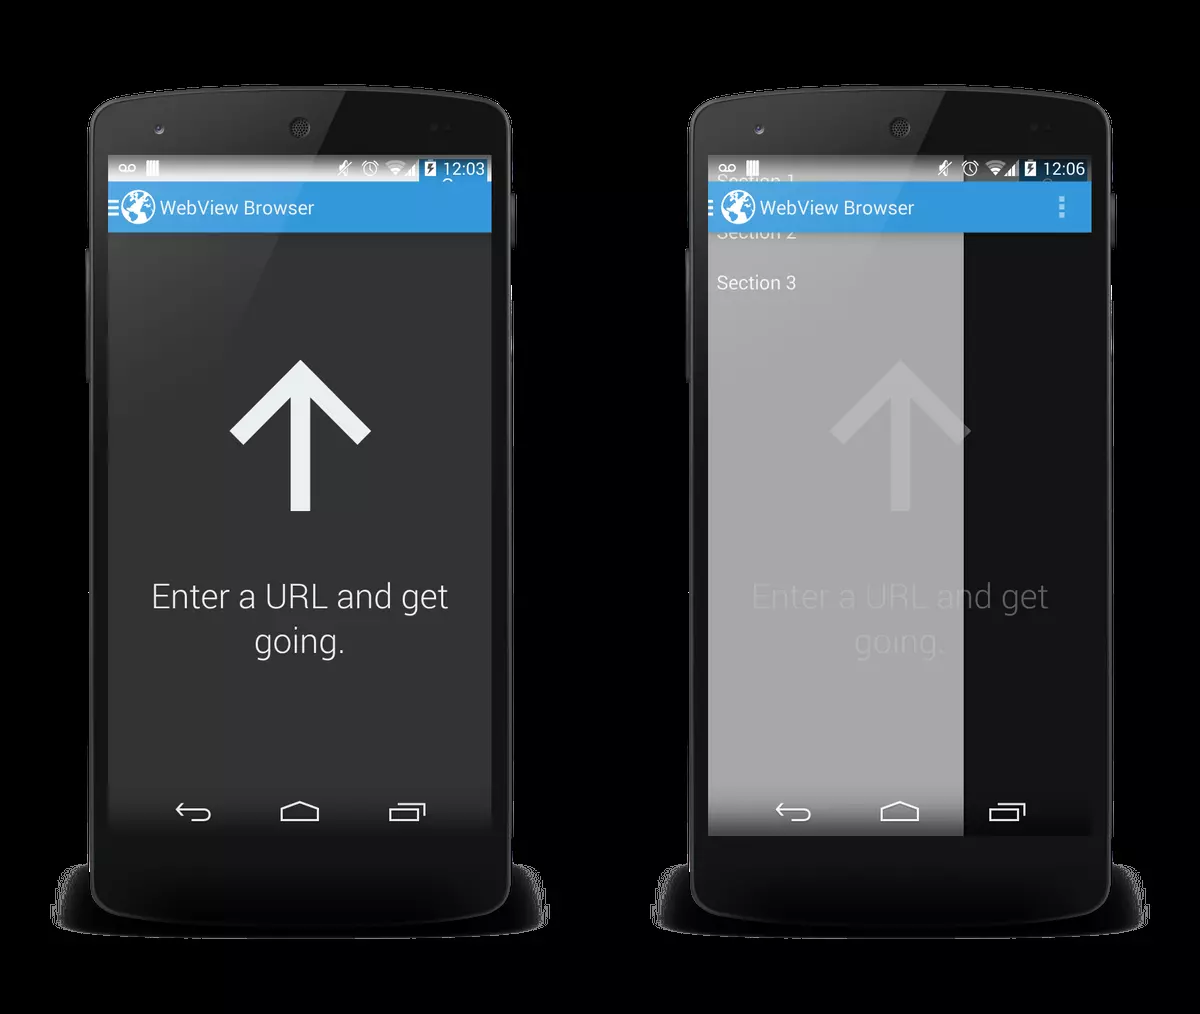 12:03
WebView Browser
Enter a URL and get
going.
12:06
Section 1
WebView Browser
Section 2
Section 3
Enter a URL and get
going.